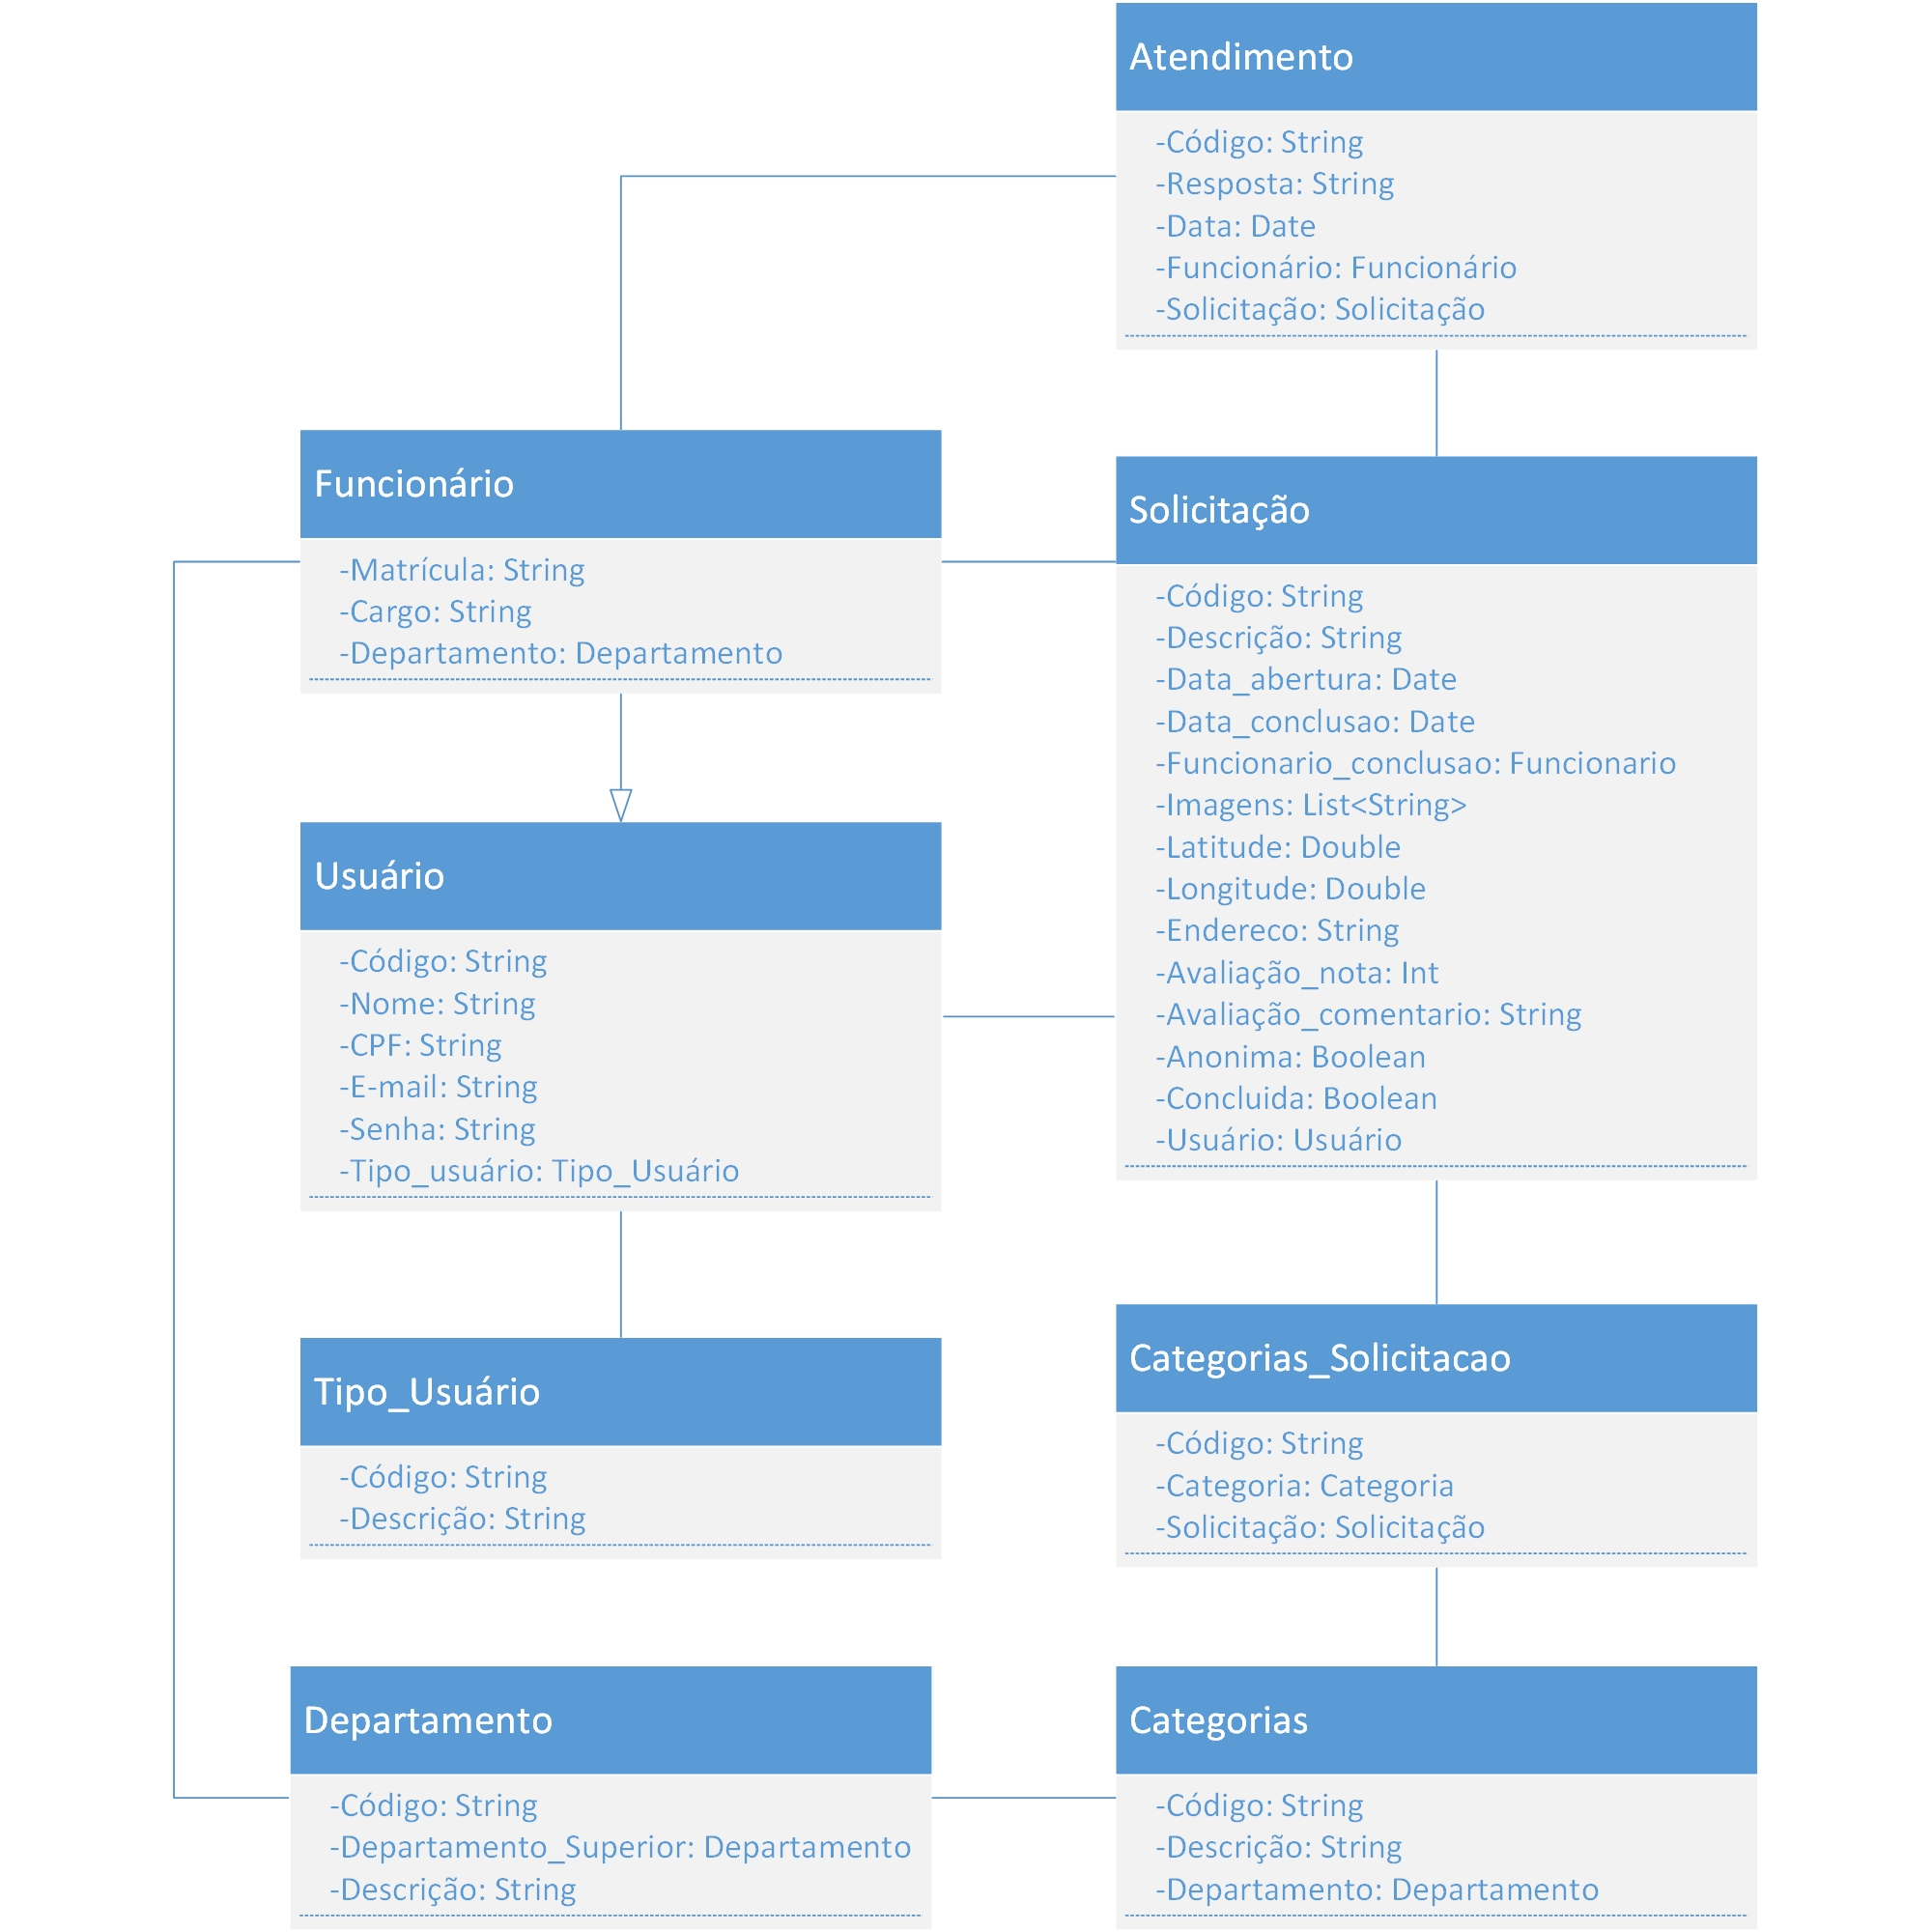 Atendimento
-Código: String
-Resposta: String
-Data: Date
-Funcionário: Funcionário
-Solicitação: Solicitação
Funcionário
-Matrícula: String
-Cargo: String
-Departamento: Departamento
Solicitação
-Código: String
-Descrição: String
-Data_abertura: Date
-Data_conclusao: Date
-Funcionario_conclusao: Funcionario
-Imagens: List<String>
-Latitude: Double
-Longitude: Double
-Endereco: String
-Avaliação_nota: Int
-Avaliação_comentario: String
-Anonima: Boolean
-Concluida: Boolean
-Usuário: Usuário
Usuário
-Código: String
-Nome: String
-CPF: String
-E-mail: String
-Senha: String
-Tipo_usuário: Tipo_Usuário
Tipo_Usuário
-Código: String
-Descrição: String
Categorias_Solicitacao
-Código: String
-Categoria: Categoria
-Solicitação: Solicitação
Departamento
-Código: String
-Departamento_Superior: Departamento
-Descrição: String
Categorias
-Código: String
-Descrição: String
-Departamento: Departamento